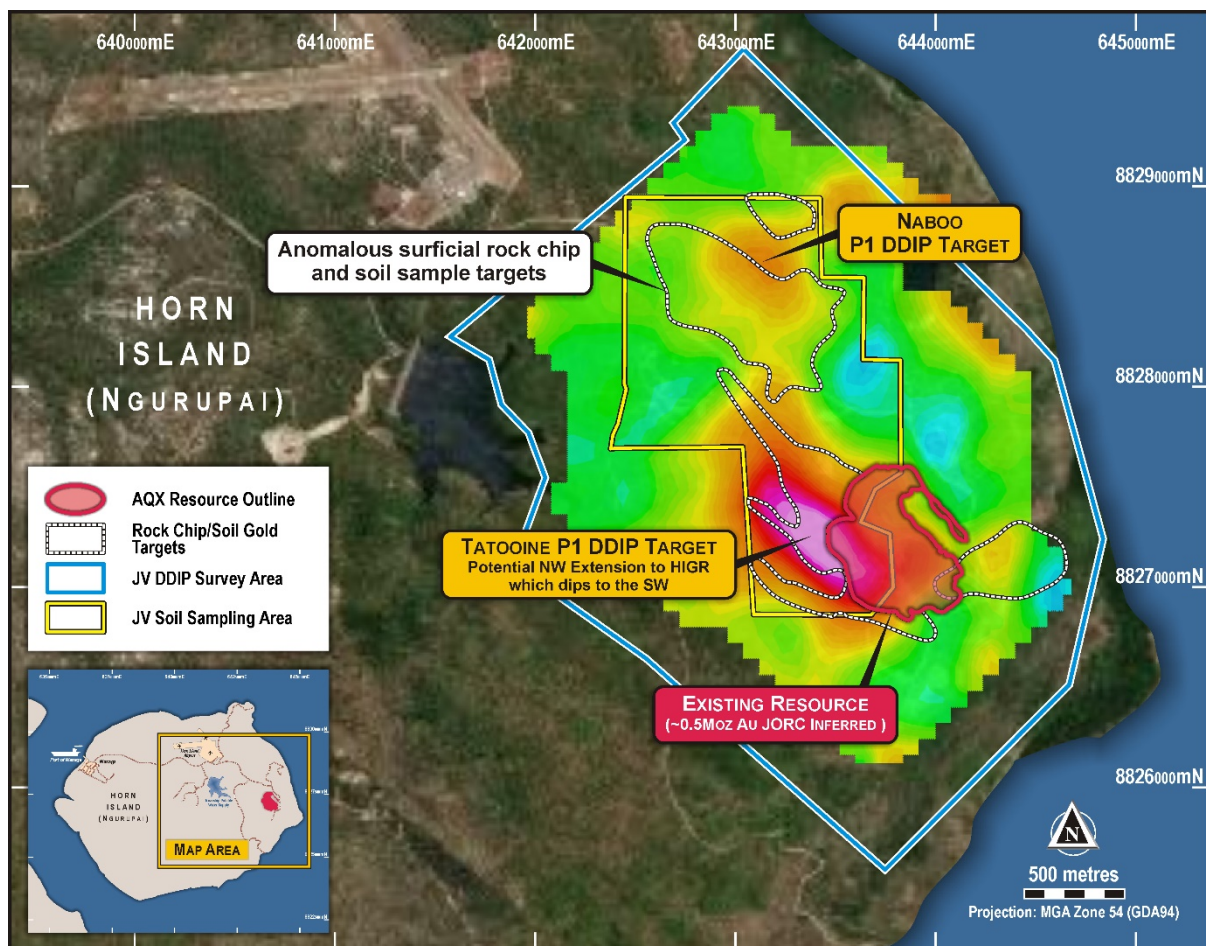 640000mE
641000mE
642000mE
643000mE
644000mE
645000mE
8829000mN
8828000mN
8827000mN
8826000mN
NABOO
P1 DDIP TARGET
Anomalous surficial rock chip
and soil sample targets
HORN
ISLAND
(NGURUPAI)
AQX Resource Outline
Rock Chip/Soil Gold
Targets
JV DDIP Survey Area
JV Soil Sampling Area
TATOOINE P1 DDIP TARGET
Potential NW Extension to HIGR
which dips to the SW
EXISTING RESOURCE
(~0.5MOZ AU JORC INFERRED )
HORN
ISLAND
(NGURUPAI)
MAP AREA
N
500 metres
Projection: MGA Zone 54 (GDA94)